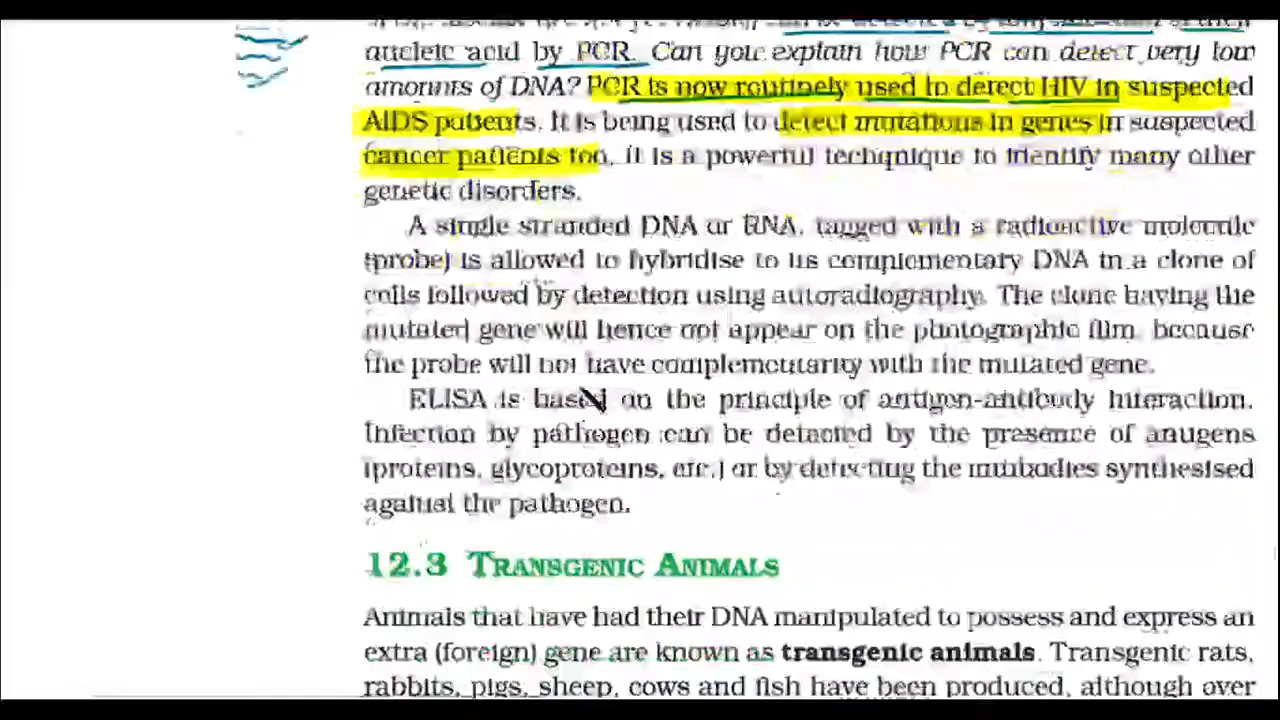 nucleic acid by PCR. Can you explain how PCR can detect very low
amounts of DNA? PCR is now routinely used to detect HIV in suspected
AIDS patients. It is being used to detect mutations in genes in suspected
cancer patients too. It is a powerful techqnique to identify many other
genetic disorders.
A single stranded DNA or RNA, tagged with a radioactive molecule
(probe) is allowed to hybridise to its complementary DNA in a clone of
cells followed by detection using autoradiography. The clone having the
mutated gene will hence not appear on the photographic film, because
the probe will not have complementarity with the mutated gene.
ELISA is based on the principle of antigen-antibody interaction.
Infection by pathogen can be detected by the presence of antigens
(proteins, glycoproteins, etc.) or by detecting the antibodies synthesised
against the pathogen.
12.3 TRANSGENIC ANIMALS
Animals that have had their DNA manipulated to possess and express an
extra (foreign) gene are known as transgenic animals. Transgenic rats,
rabbits, pigs, sheep, cows and fish have been produced, although over